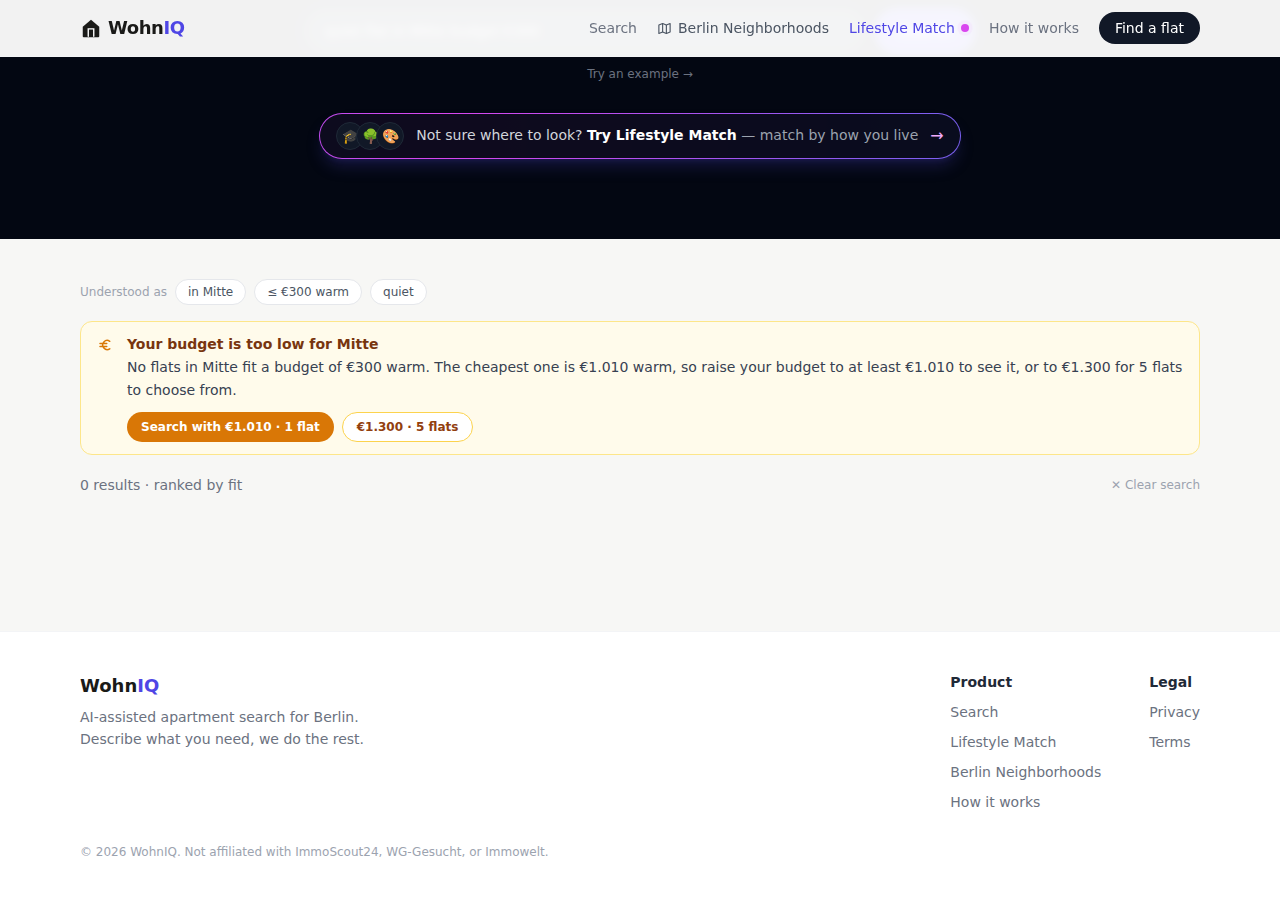 WohnIQ
Search
Berlin Neighborhoods
Lifestyle Match
How it works
Find a flat
Try an example →
Not sure where to look? Try Lifestyle Match — match by how you live →
Understood as
in Mitte
≤ €300 warm
quiet
Your budget is too low for Mitte
No flats in Mitte fit a budget of €300 warm. The cheapest one is €1.010 warm, so raise your budget to at least €1.010 to see it, or to €1.300 for 5 flats
to choose from.
Search with €1.010 · 1 flat
€1.300 · 5 flats
0 results · ranked by fit
✕ Clear search
WohnIQ
AI-assisted apartment search for Berlin.
Describe what you need, we do the rest.
Product
Search
Lifestyle Match
Berlin Neighborhoods
How it works
Legal
Privacy
Terms
© 2026 WohnIQ. Not affiliated with ImmoScout24, WG-Gesucht, or Immowelt.